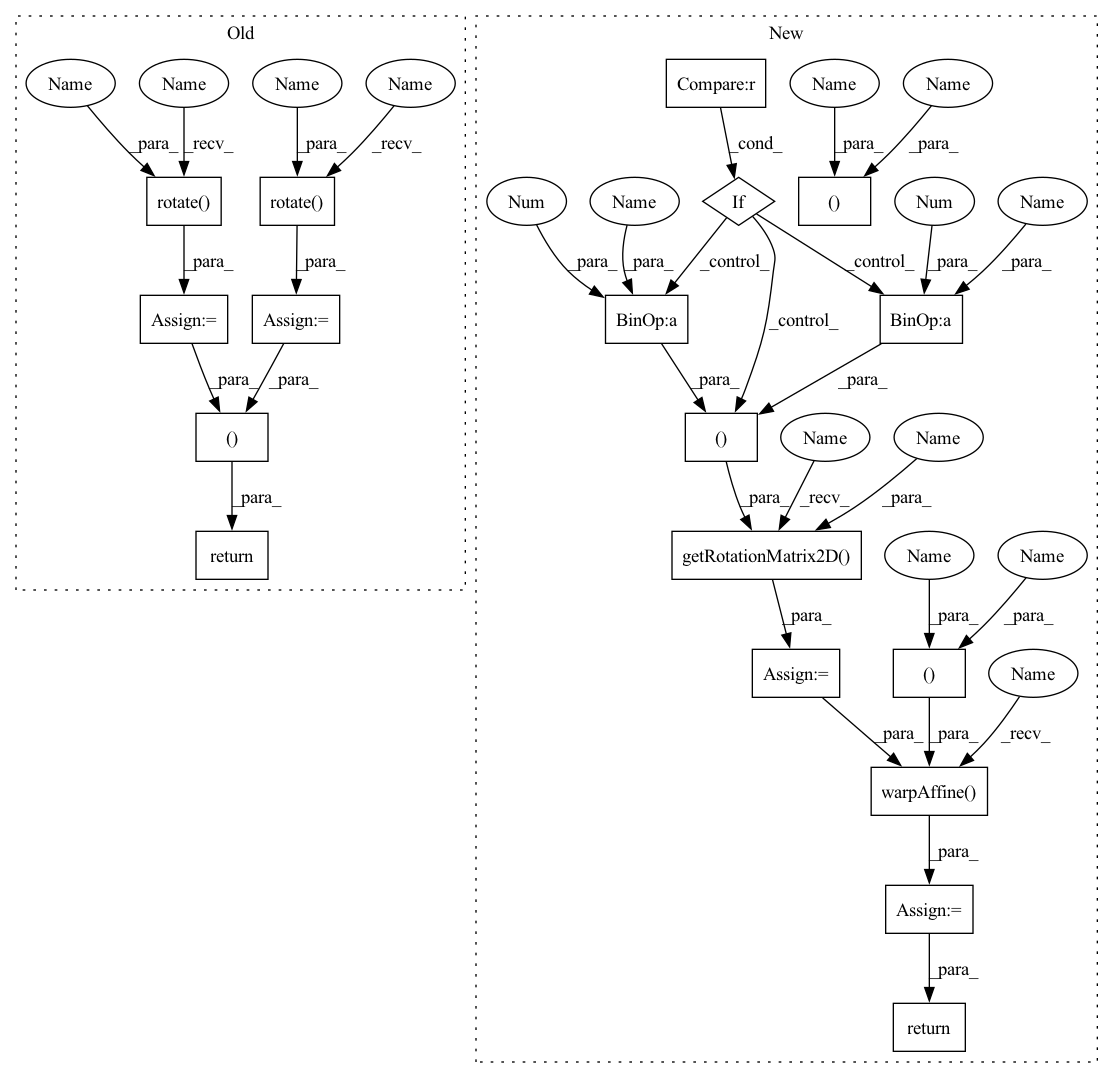 Old
New
Name
Name
Name
Name
Compare:r
Name
Name
_para_
_recv_
_para_
_recv_
_cond_
_para_
_para_
rotate()
rotate()
Num
Name
If
()
Num
Name
_para_
_para_
_para_
_para_
_control_
_control_
_para_
_para_
Assign:=
Assign:=
BinOp:a
_control_
BinOp:a
_para_
_para_
_para_
_para_
()
()
Name
Name
_para_
_para_
_recv_
_para_
return
getRotationMatrix2D()
Name
Name
_para_
_para_
_para_
Assign:=
()
Name
_para_
_para_
_recv_
warpAffine()
_para_
Assign:=
_para_
return